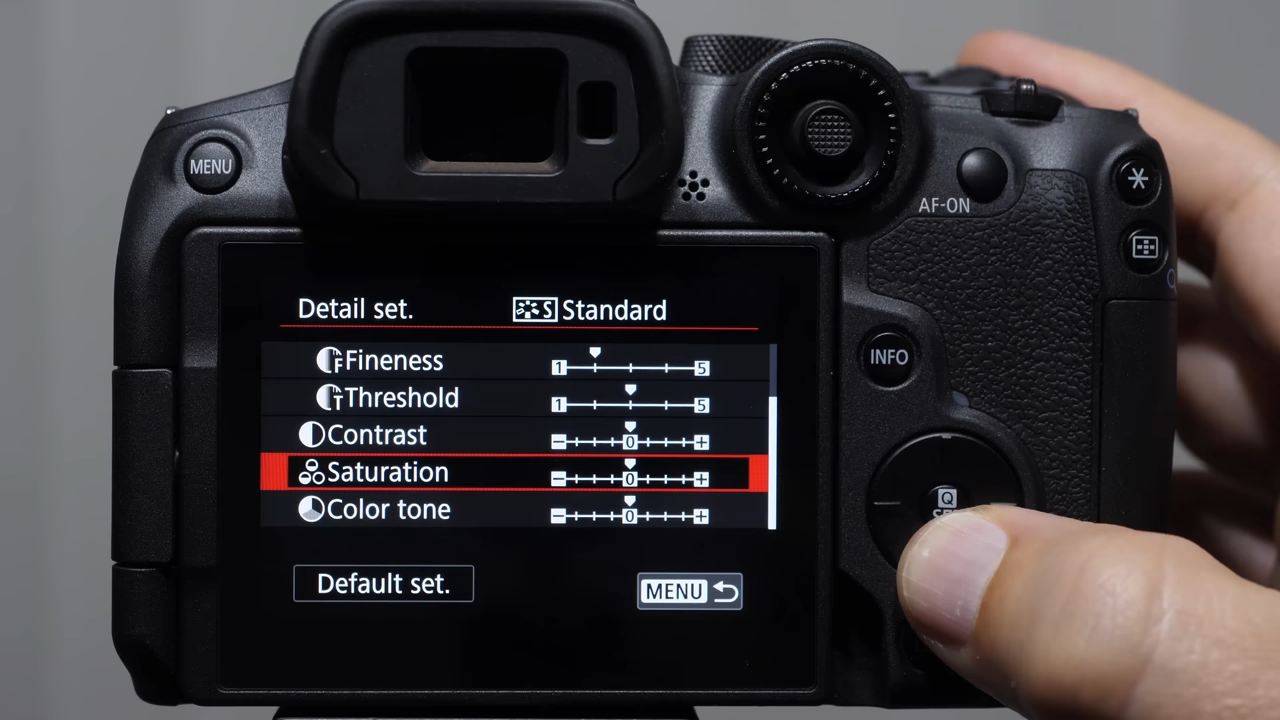 MENU
AF-ON
INFO
Q
Detail set. S Standard
F Fineness 1 5
T Threshold 1 5
Contrast − 0 +
Saturation − 0 +
Color tone − 0 +
Default set. MENU